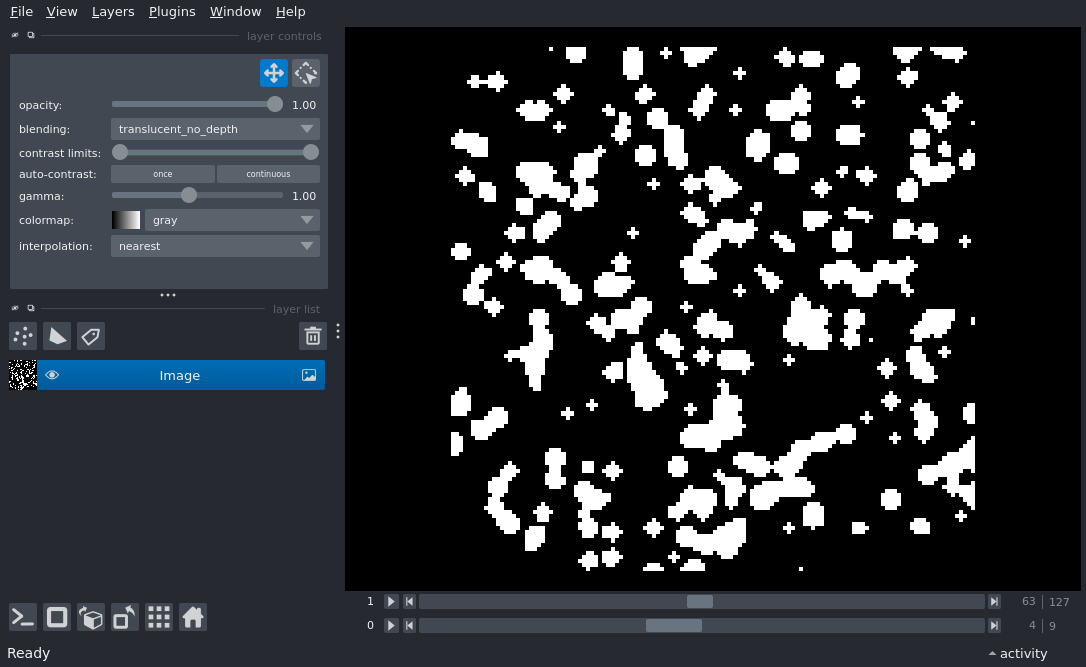 File View Layers Plugins Window Help
layer controls
opacity: 1.00
blending: translucent_no_depth
contrast limits:
auto-contrast: once continuous
gamma: 1.00
colormap: gray
interpolation: nearest
layer list
Image
1 63 127
0 4 9
Ready activity